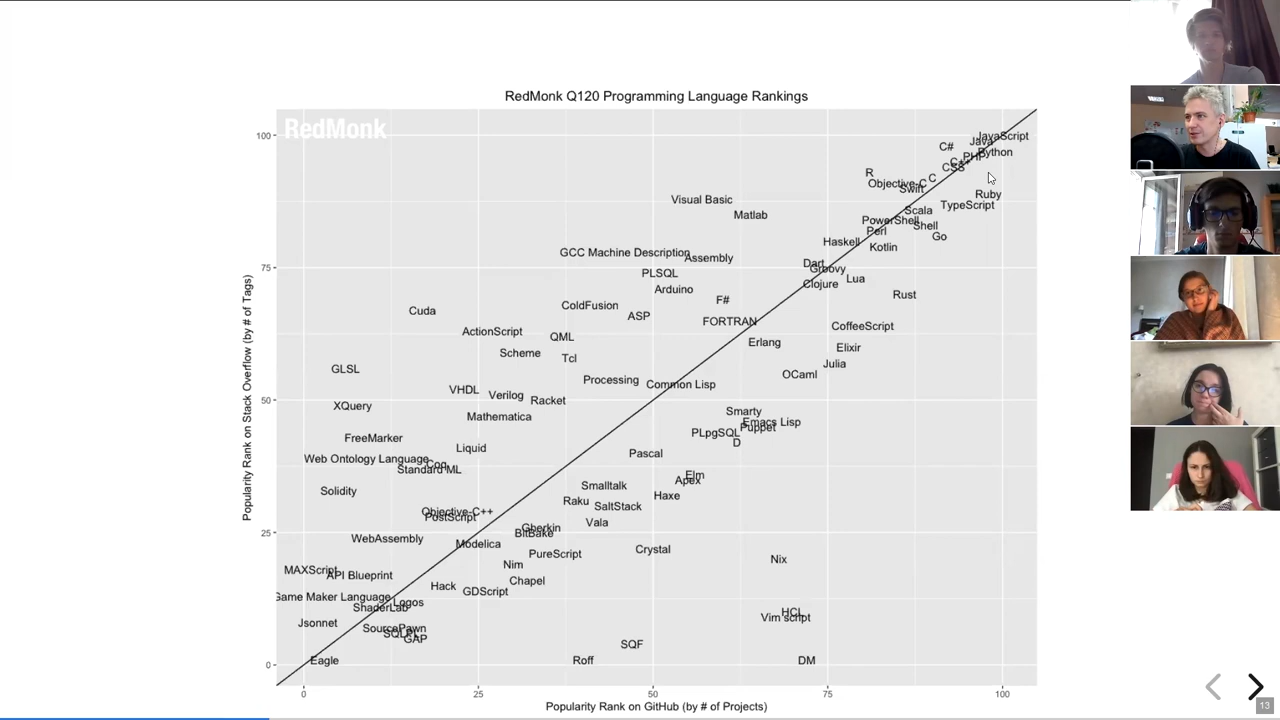 RedMonk Q120 Programming Language Rankings
RedMonk
Popularity Rank on Stack Overflow (by # of Tags)
100
75
50
25
0
JavaScript
Java
C#
Python
PHP
C++
CSS
R
C
Objective-C
Swift
Ruby
Visual Basic
TypeScript
Matlab
Scala
PowerShell
Shell
Perl
Go
Haskell
Kotlin
GCC Machine Description
Assembly
Dart
Groovy
PLSQL
Lua
Clojure
Arduino
Rust
F#
ColdFusion
Cuda
ASP
FORTRAN
CoffeeScript
ActionScript
QML
Erlang
Elixir
Scheme
Tcl
Julia
GLSL
OCaml
Processing
Common Lisp
VHDL
Verilog
Racket
XQuery
Smarty
Mathematica
Emacs Lisp
Puppet
PLpgSQL
FreeMarker
D
Liquid
Pascal
Web Ontology Language
Coq
Standard ML
Elm
Apex
Smalltalk
Solidity
Haxe
Raku
SaltStack
Objective-C++
PostScript
Vala
Gherkin
BitBake
WebAssembly
Modelica
Crystal
PureScript
Nix
Nim
MAXScript
API Blueprint
Chapel
Hack
GDScript
Game Maker Language
Logos
ShaderLab
HCL
Vim script
Jsonnet
SourcePawn
SQLPL
GAP
SQF
Eagle
Roff
DM
0
25
50
75
100
Popularity Rank on GitHub (by # of Projects)
13